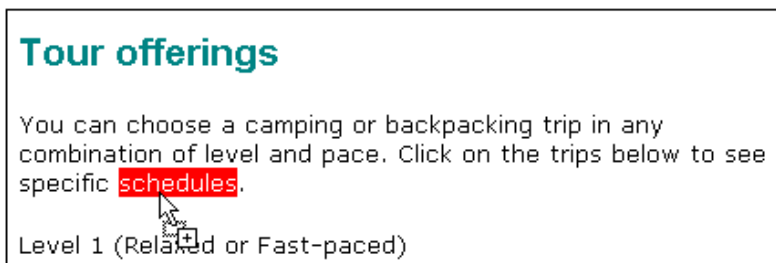 Tour offerings
You can choose a camping or backpacking trip in any
combination of level and pace. Click on the trips below to see
specific schedules.
Level 1 (Relaxed or Fast-paced)